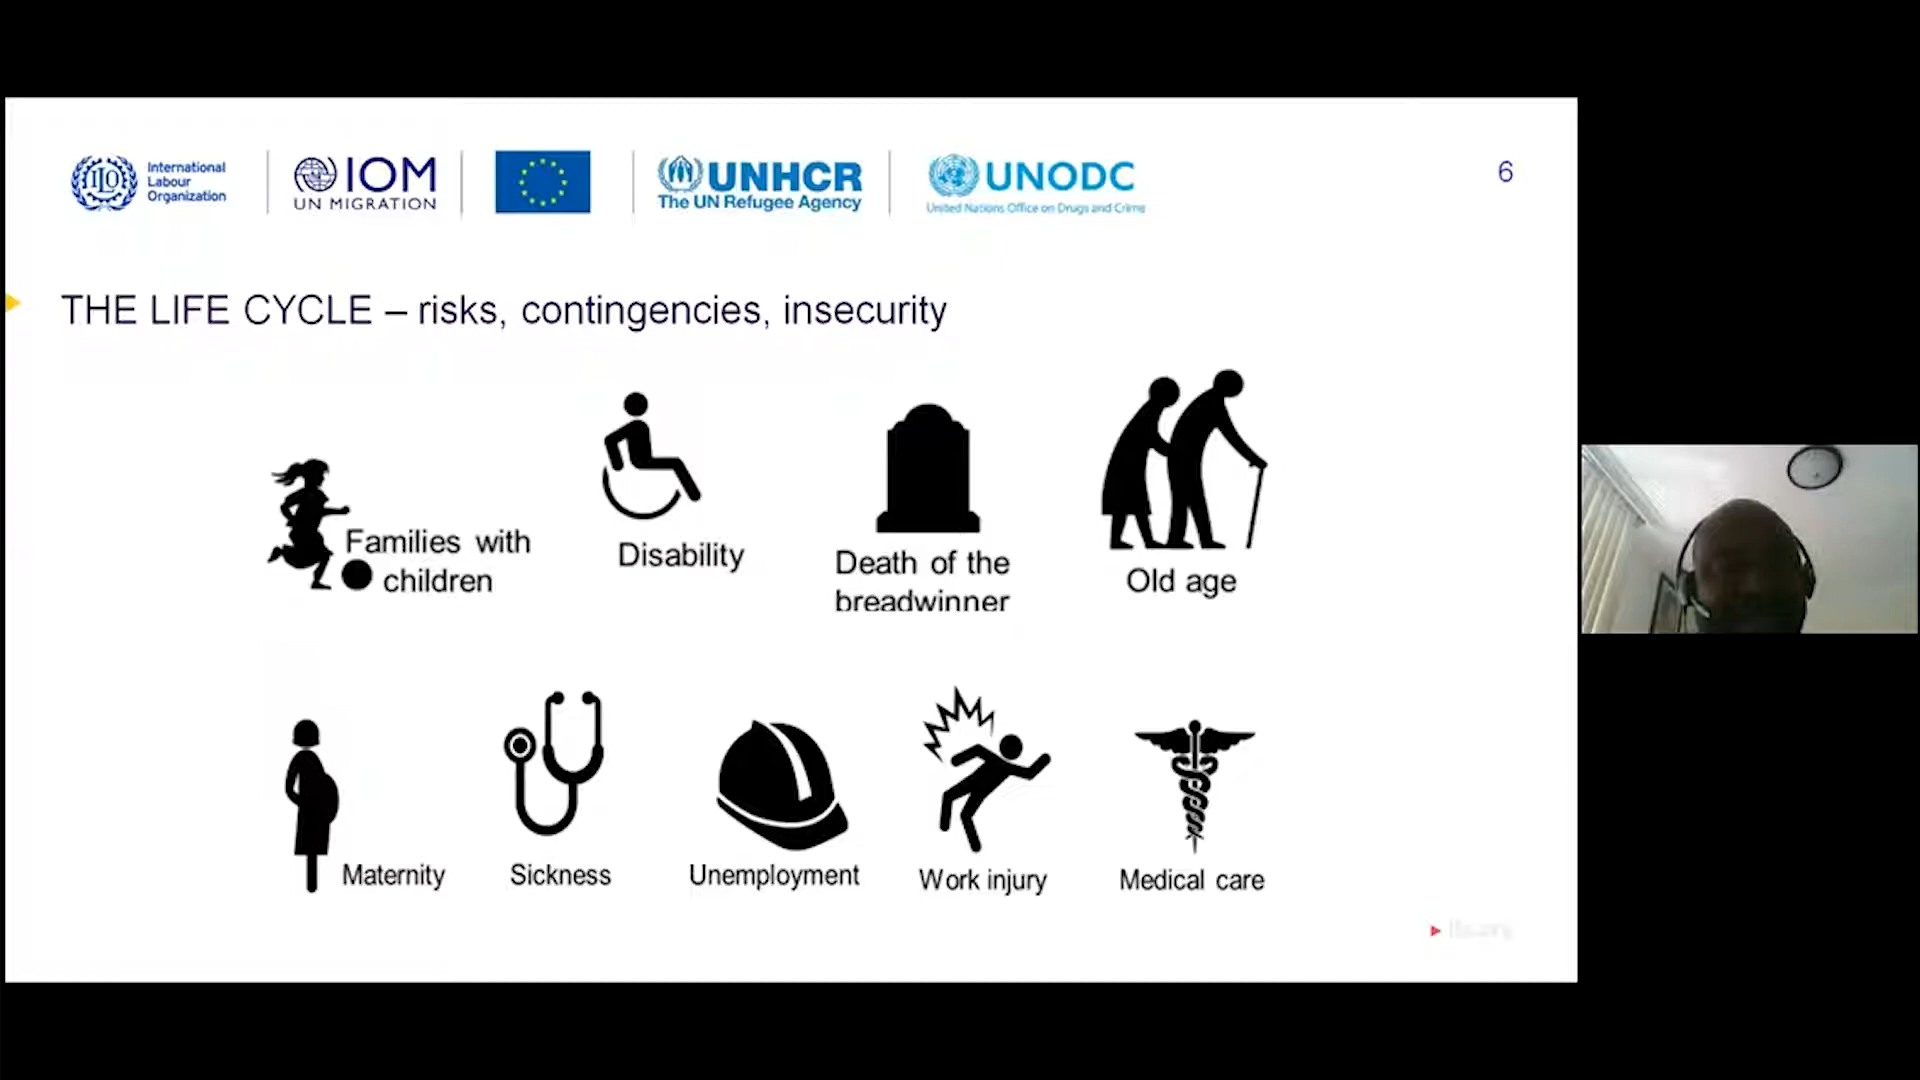 ILO
International
Labour
Organization
IOM
UN MIGRATION
UNHCR
The UN Refugee Agency
UNODC
United Nations Office on Drugs and Crime
6
THE LIFE CYCLE – risks, contingencies, insecurity
Families with
children
Disability
Death of the
breadwinner
Old age
Maternity
Sickness
Unemployment
Work injury
Medical care